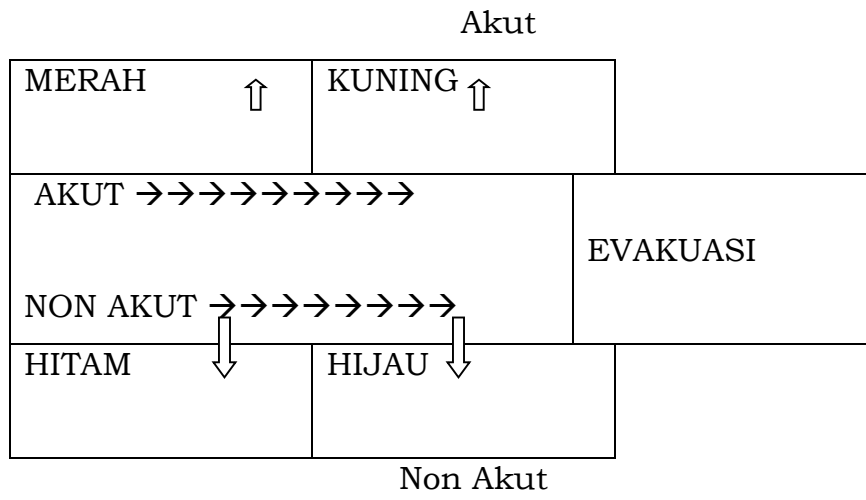 Akut
MERAH ⇧ KUNING ⇧
AKUT →→→→→→→→→
EVAKUASI
NON AKUT →→→→→→→→
HITAM ⇩ HIJAU ⇩
Non Akut